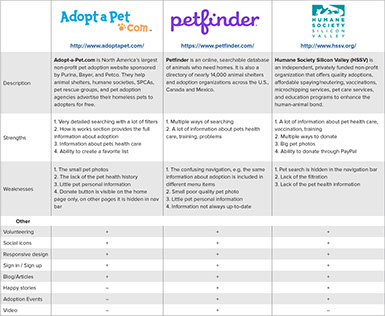 Adopt a Pet
.com
petfinder
HUMANE
SOCIETY
SILICON
VALLEY
http://www.adoptapet.com/
https://www.petfinder.com/
http://www.hssv.org/
Description
Adopt-a-Pet.com is North America's largest
non-profit pet adoption website sponsored
by Purina, Bayer, and Petco. They help
animal shelters, humane societies, SPCAs,
pet rescue groups, and pet adoption
agencies advertise their homeless pets to
adopters for free.
Petfinder is an online, searchable database
of animals who need homes. It is also a
directory of nearly 14,000 animal shelters
and adoption organizations across the U.S.,
Canada and Mexico.
Humane Society Silicon Valley (HSSV)
is an independent, privately funded non-profit
organization that offers quality adoptions,
affordable spaying/neutering, vaccinations,
microchipping services, pet care services,
and education programs to enhance the
human-animal bond.
Strengths
1. Very detailed searching with a lot of filters
2. How is works section provides the full
information about adoption
3. Information about pets health care
4. Ability to create a favorite list
1. Multiple ways of searching
2. A lot of information about pets health
care, training, problems
1. A lot of information about pet health care,
vaccination, training
2. Multiple ways to donate
3. Big pet photos
4. Ability to donate through PayPal
Weaknesses
1. The small pet photos
2. The lack of the pet health history
3. Little pet personal information
4. Donate button is visible on the home
page only, on other pages it is hidden in nav
bar
1. The confusing navigation, e.g. the same
information about adoption is included in
different menu items
2. Small poor quality pet photo
3. Little pet personal information
4. Information not always up-to-date
1. Pet search is hidden in the navigation bar
2. Lack of the filtration
3. Lack of the pet health information
Other
Volunteering + + +
Social icons + + +
Responsive design + + +
Sign in / Sign up + + +
Blog/Articles + + +
Happy stories – + +
Adoption Events – + +
Video – + –